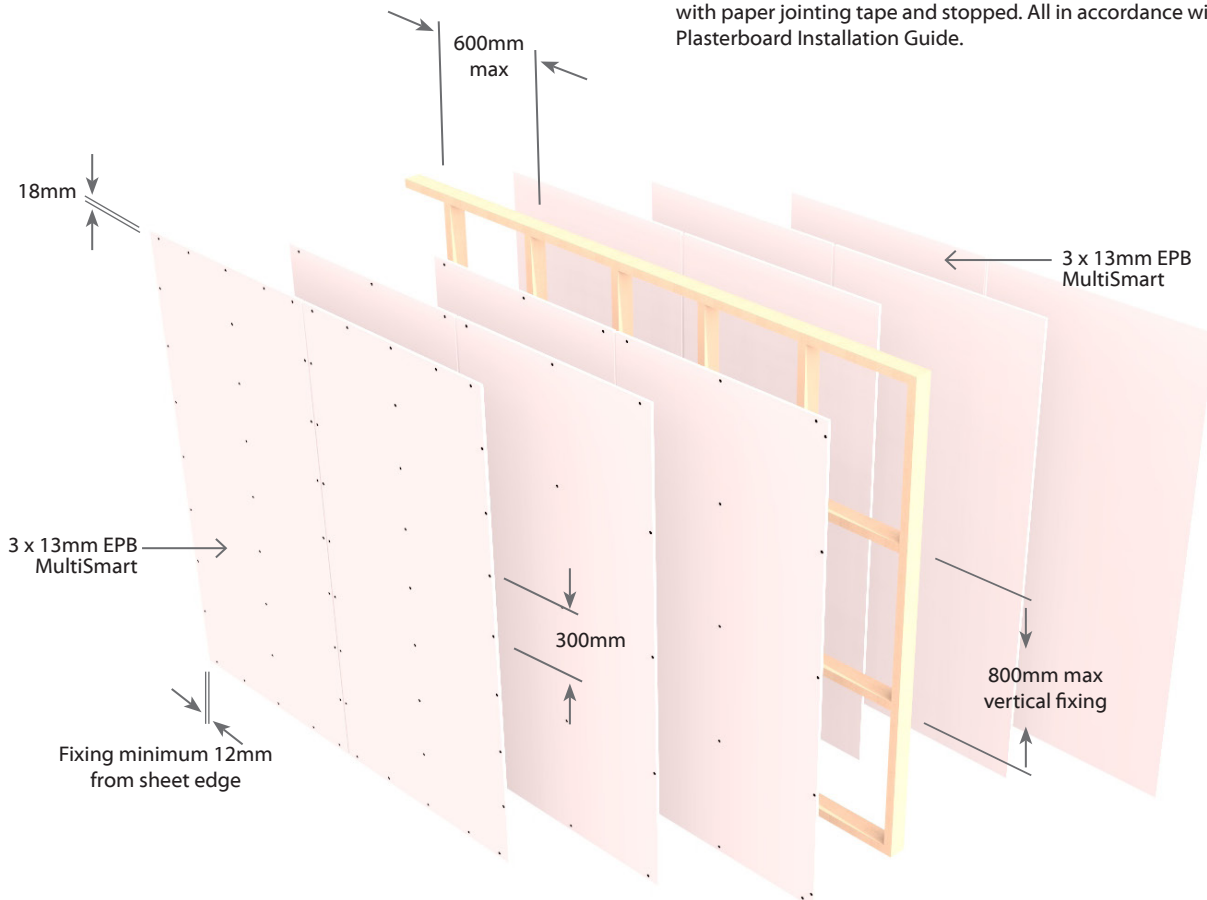 with paper jointing tape and stopped. All in accordance wi
Plasterboard Installation Guide.
600mm
max
18mm
3 x 13mm EPB
MultiSmart
3 x 13mm EPB
MultiSmart
300mm
800mm max
vertical fixing
Fixing minimum 12mm
from sheet edge